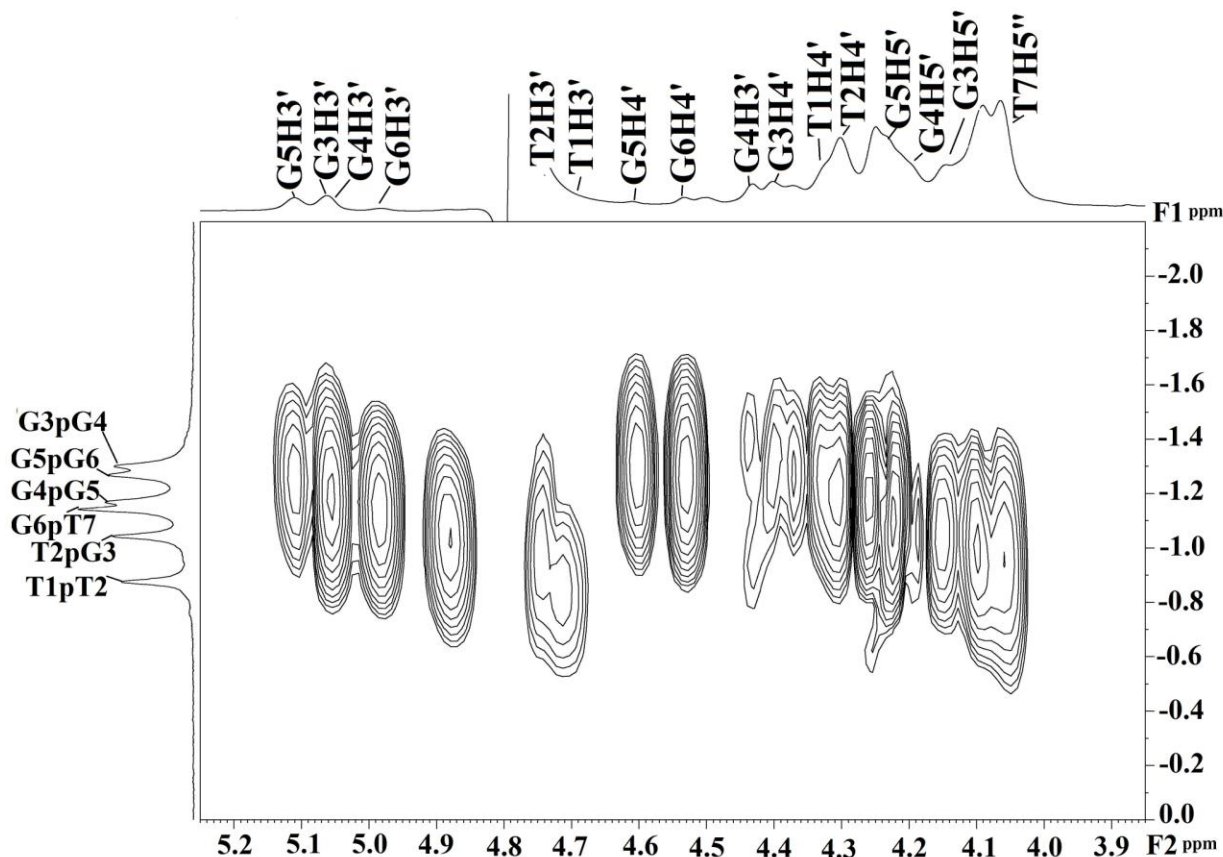 G5H3'
G3H3'
G4H3'
G6H3'
T2H3'
T1H3'
G5H4'
G6H4'
G4H3'
G3H4'
T1H4'
T2H4'
G5H5'
G4H5'
G3H5'
T7H5"
F1 ppm
-2.0
-1.8
-1.6
-1.4
-1.2
-1.0
-0.8
-0.6
-0.4
-0.2
0.0
G3pG4
G5pG6
G4pG5
G6pT7
T2pG3
T1pT2
5.2 5.1 5.0 4.9 4.8 4.7 4.6 4.5 4.4 4.3 4.2 4.1 4.0 3.9 F2 ppm